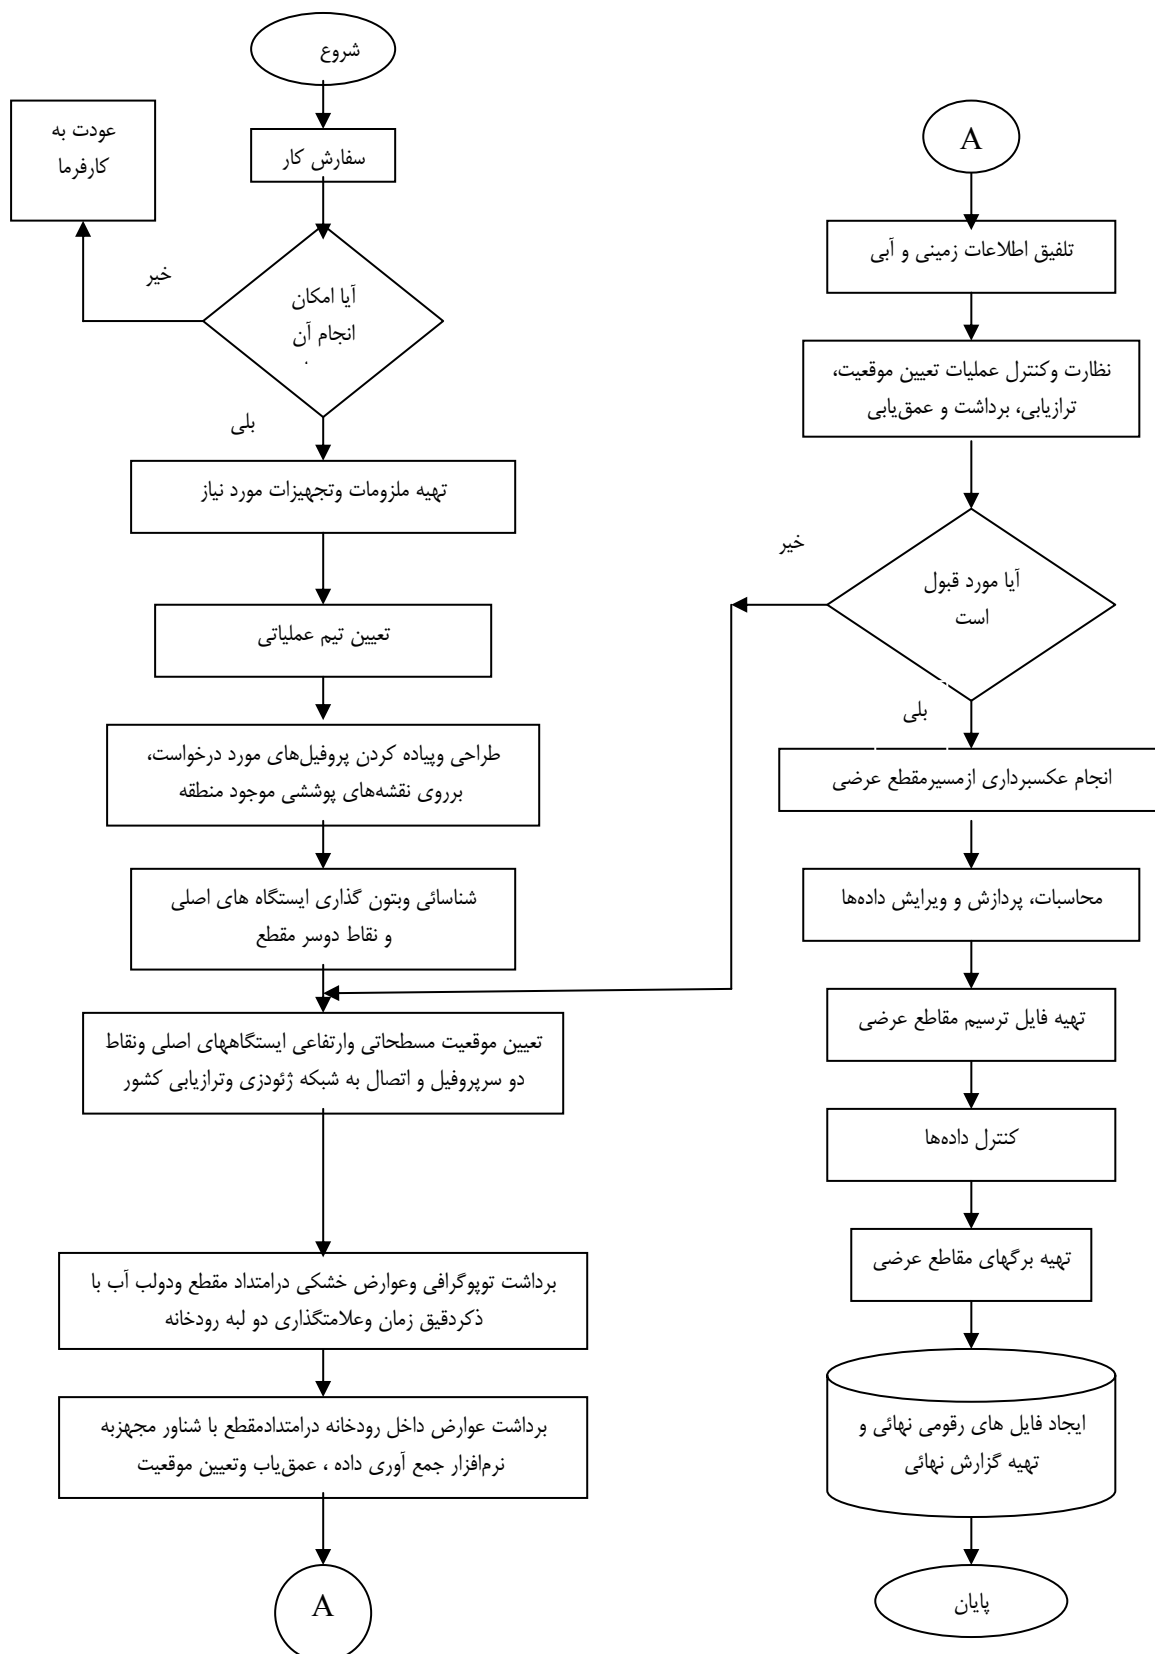 شروع
سفارش کار
عودت به
کارفرما
خیر
آیا امکان
انجام آن
بلی
تهیه ملزومات وتجهیزات مورد نیاز
تعیین تیم عملیاتی
طراحی وپیاده کردن پروفیل‌های مورد درخواست،
برروی نقشه‌های پوششی موجود منطقه
شناسائی وبتون گذاری ایستگاه های اصلی
و نقاط دوسر مقطع
تعیین موقعیت مسطحاتی وارتفاعی ایستگاههای اصلی ونقاط
دو سرپروفیل و اتصال به شبکه ژئودزی وترازیابی کشور
برداشت توپوگرافی وعوارض خشکی درامتداد مقطع ودولب آب با
ذکردقیق زمان وعلامتگذاری دو لبه رودخانه
برداشت عوارض داخل رودخانه درامتدادمقطع با شناور مجهزبه
نرم‌افزار جمع آوری داده ، عمق‌یاب وتعیین موقعیت
A
A
تلفیق اطلاعات زمینی و آبی
نظارت وکنترل عملیات تعیین موقعیت،
ترازیابی، برداشت و عمق‌یابی
خیر
آیا مورد قبول
است
بلی
انجام عکسبرداری ازمسیرمقطع عرضی
محاسبات، پردازش و ویرایش داده‌ها
تهیه فایل ترسیم مقاطع عرضی
کنترل داده‌ها
تهیه برگهای مقاطع عرضی
ایجاد فایل های رقومی نهائی و
تهیه گزارش نهائی
پایان